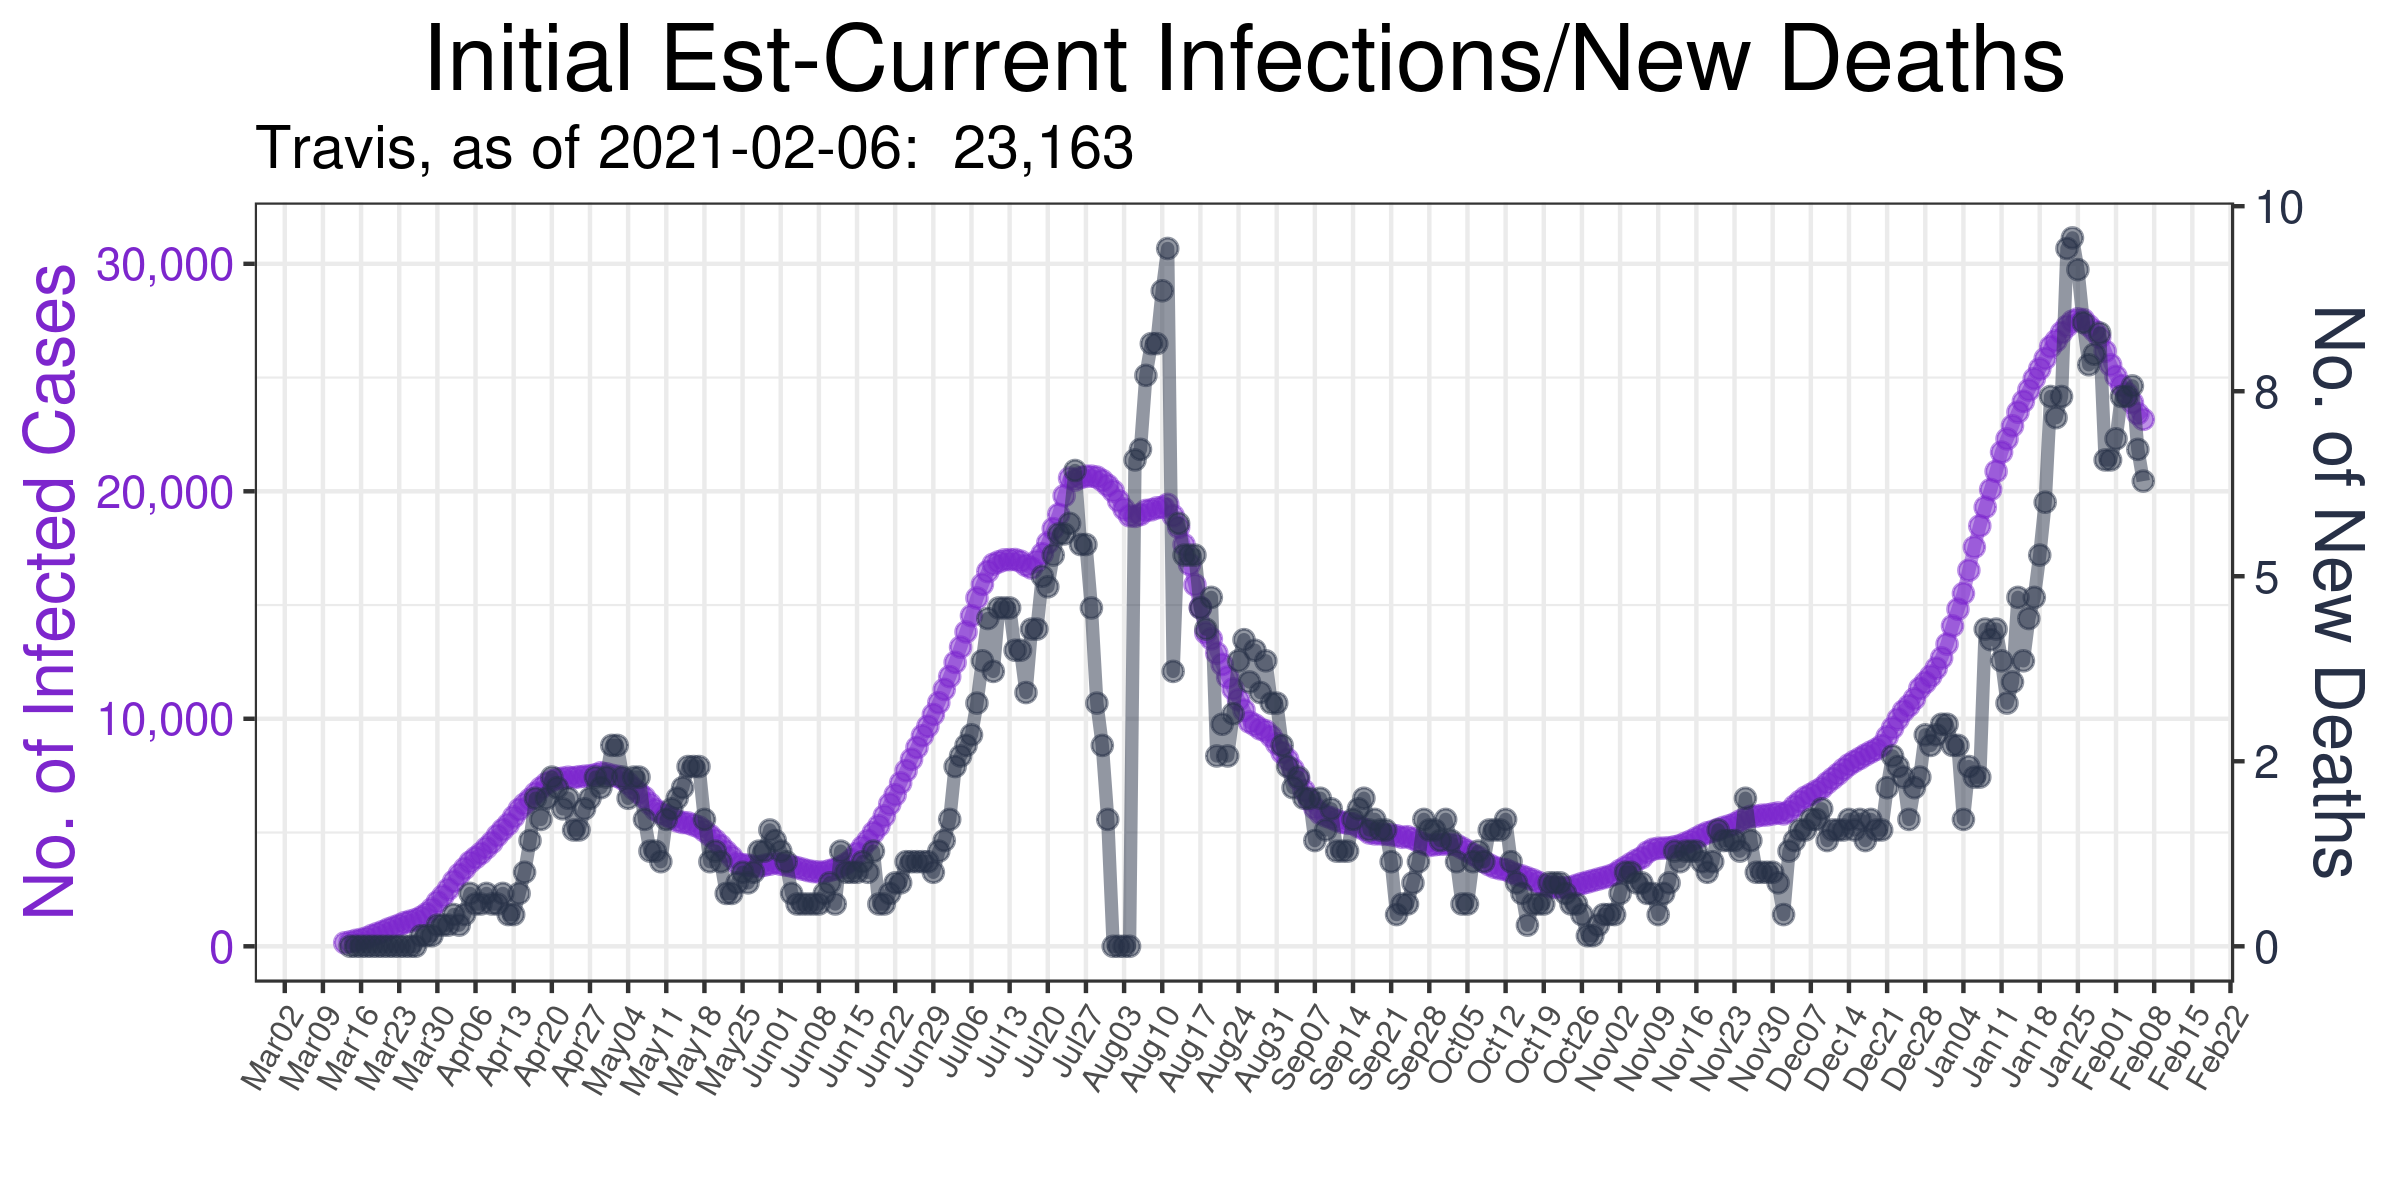 Initial Est-Current Infections/New Deaths
Travis, as of 2021-02-06:  23,163
No. of Infected Cases
30,000
20,000
10,000
0
10
8
5
2
0
No. of New Deaths
Mar02
Mar09
Mar16
Mar23
Mar30
Apr06
Apr13
Apr20
Apr27
May04
May11
May18
May25
Jun01
Jun08
Jun15
Jun22
Jun29
Jul06
Jul13
Jul20
Jul27
Aug03
Aug10
Aug17
Aug24
Aug31
Sep07
Sep14
Sep21
Sep28
Oct05
Oct12
Oct19
Oct26
Nov02
Nov09
Nov16
Nov23
Nov30
Dec07
Dec14
Dec21
Dec28
Jan04
Jan11
Jan18
Jan25
Feb01
Feb08
Feb15
Feb22